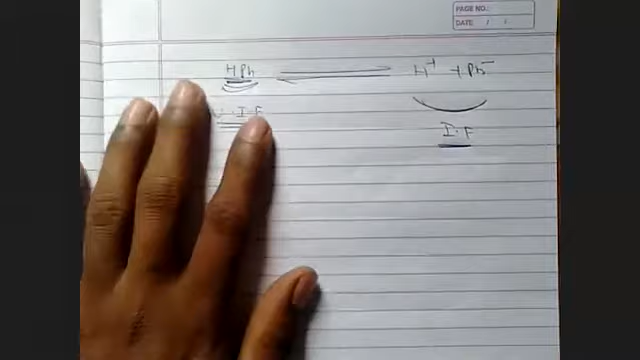 PAGE NO.:
DATE / /
HPh ⇌ H⁺ + Ph⁻
U.I.F I.F